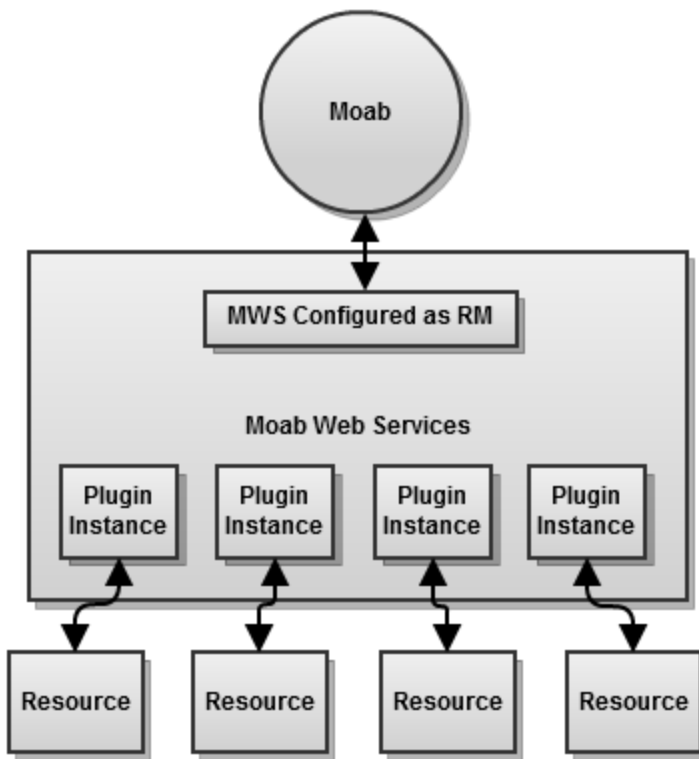 Moab
MWS Configured as RM
Moab Web Services
Plugin
Instance
Plugin
Instance
Plugin
Instance
Plugin
Instance
Resource
Resource
Resource
Resource